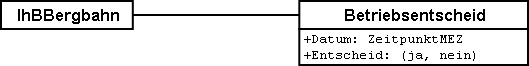 IhBBergbahn
Betriebsentscheid
+Datum: ZeitpunktMEZ
+Entscheid: (ja, nein)